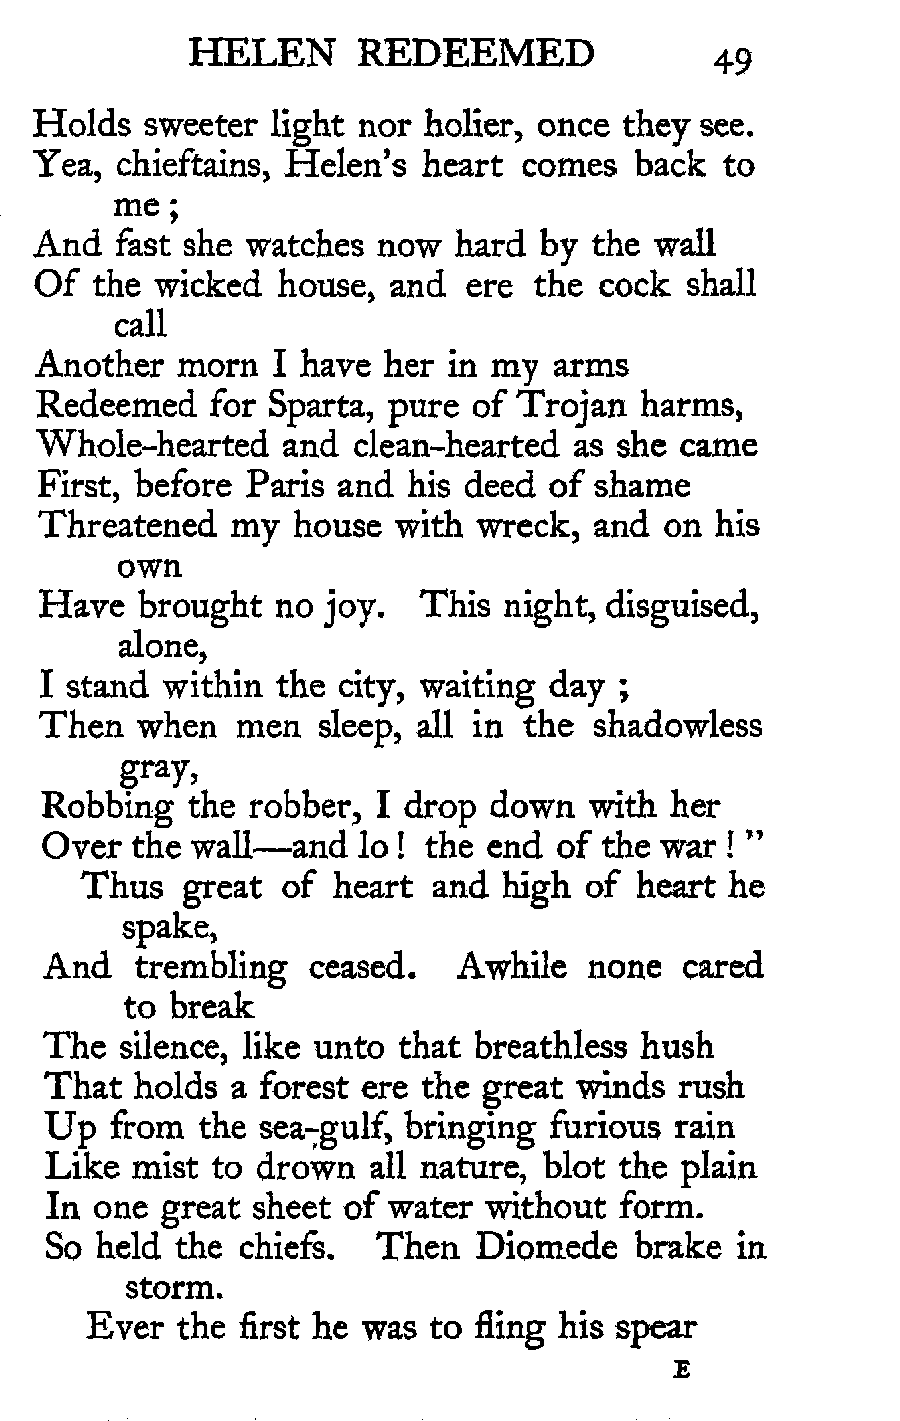 HELEN REDEEMED 49
Holds sweeter light nor holier, once they see.
Yea, chieftains, Helen's heart comes back to
me ;
And fast she watches now hard by the wall
Of the wicked house, and ere the cock shall
call
Another morn I have her in my arms
Redeemed for Sparta, pure of Trojan harms,
Whole-hearted and clean-hearted as she came
First, before Paris and his deed of shame
Threatened my house with wreck, and on his
own
Have brought no joy. This night, disguised,
alone,
I stand within the city, waiting day ;
Then when men sleep, all in the shadowless
gray,
Robbing the robber, I drop down with her
Over the wall—and lo ! the end of the war ! "
Thus great of heart and high of heart he
spake,
And trembling ceased. Awhile none cared
to break
The silence, like unto that breathless hush
That holds a forest ere the great winds rush
Up from the sea-gulf, bringing furious rain
Like mist to drown all nature, blot the plain
In one great sheet of water without form.
So held the chiefs. Then Diomede brake in
storm.
Ever the first he was to fling his spear
E